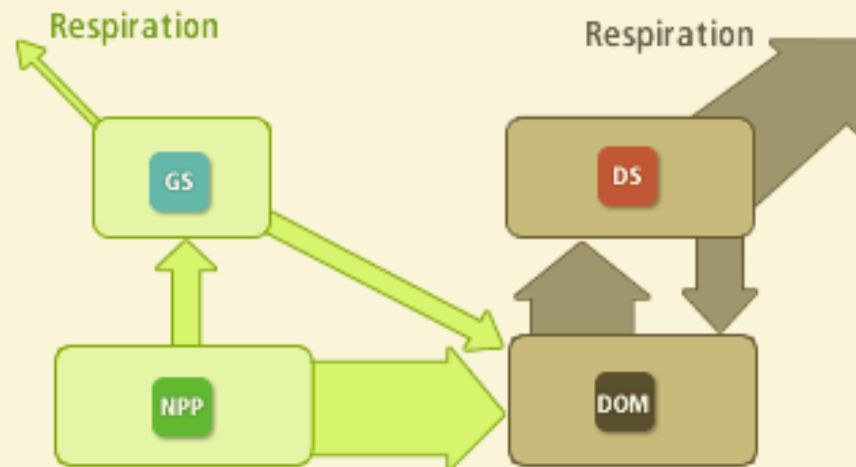 Respiration
Respiration
GS
DS
NPP
DOM